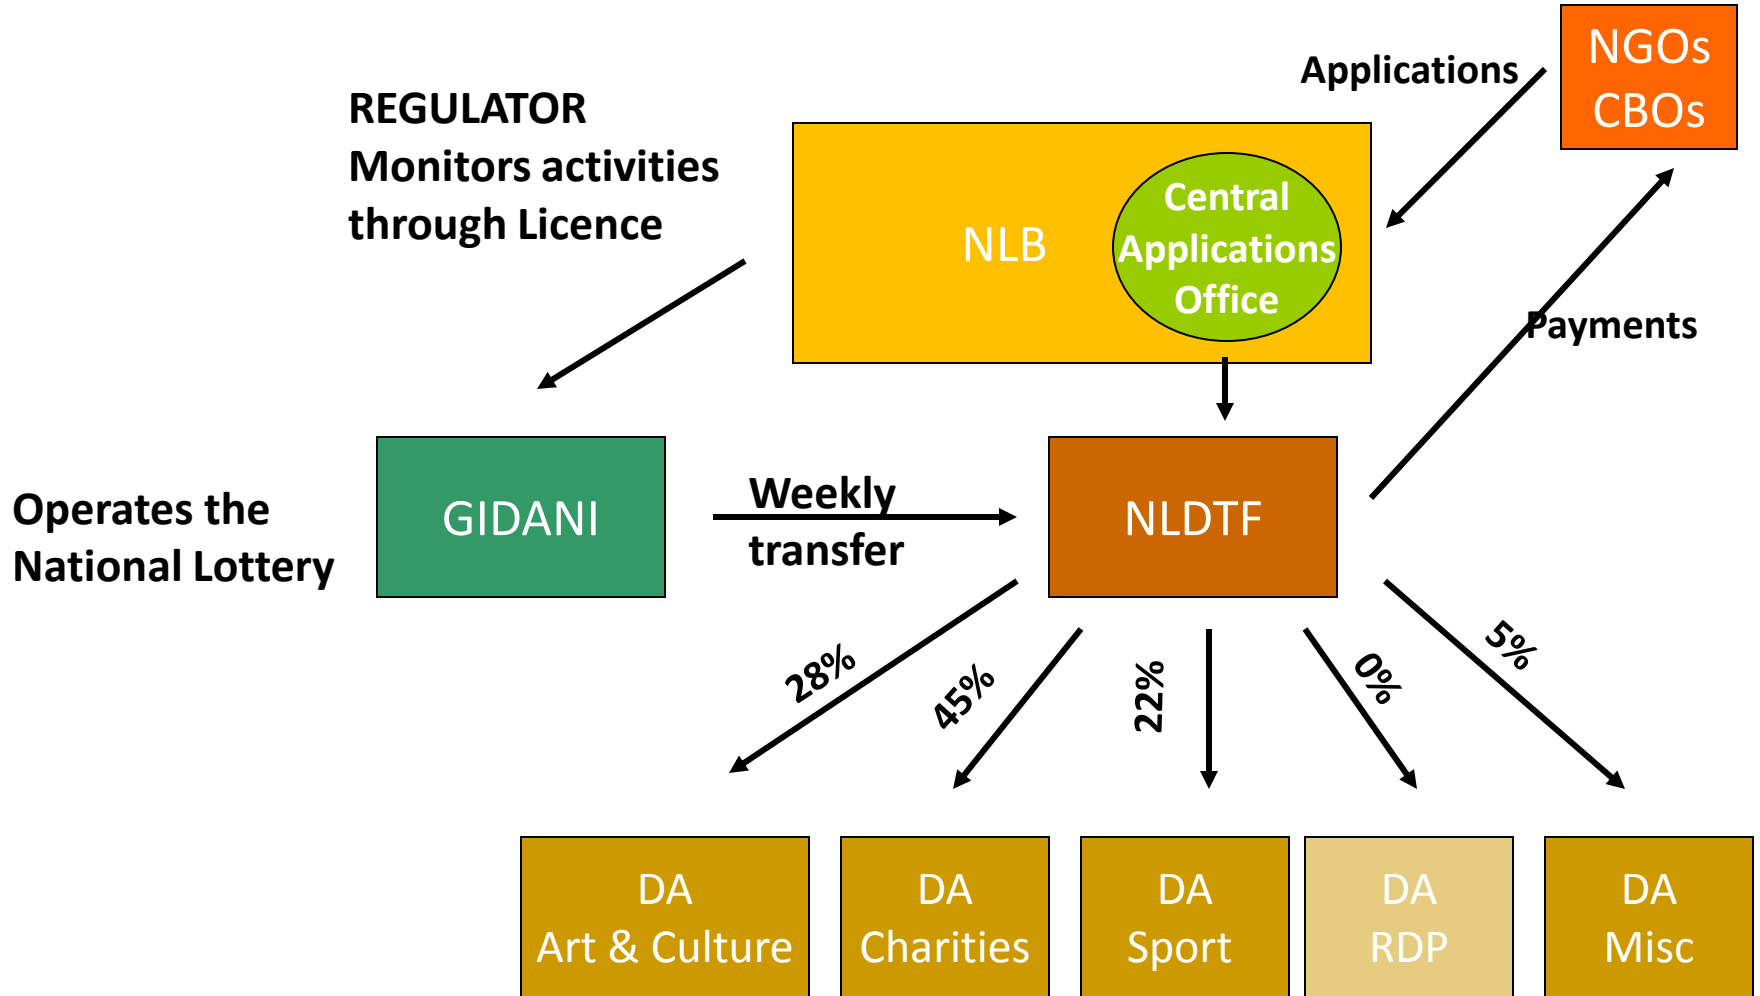 NGOs
CBOs
Applications
REGULATOR
Monitors activities
through Licence
NLB
Central
Applications
Office
Payments
Operates the
National Lottery
GIDANI
Weekly
transfer
NLDTF
28%
45%
22%
0%
5%
DA
Art & Culture
DA
Charities
DA
Sport
DA
RDP
DA
Misc